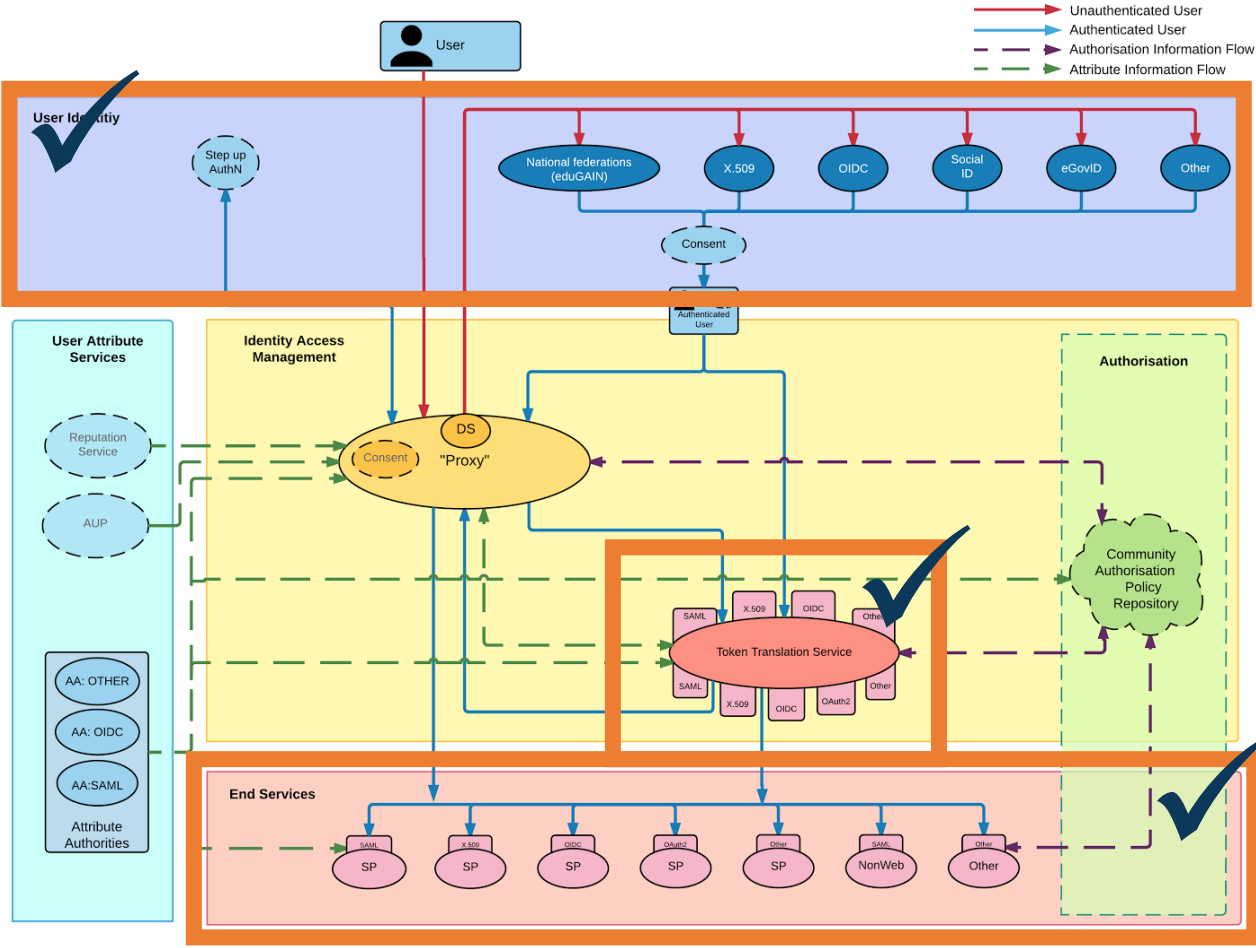 Unauthenticated User
Authenticated User
Authorisation Information Flow
Attribute Information Flow
User
User Identitiy
Step up
AuthN
National federations
(eduGAIN)
X.509
OIDC
Social
ID
eGovID
Other
Consent
Authenticated
User
User Attribute
Services
Identity Access
Management
Authorisation
Reputation
Service
AUP
DS
Consent
"Proxy"
Community
Authorisation
Policy
Repository
SAML
X.509
OIDC
Other
Token Translation Service
SAML
X.509
OIDC
OAuth2
Other
AA: OTHER
AA: OIDC
AA:SAML
Attribute
Authorities
End Services
SAML
SP
X.509
SP
OIDC
SP
OAuth2
SP
Other
SP
SAML
NonWeb
Other
Other